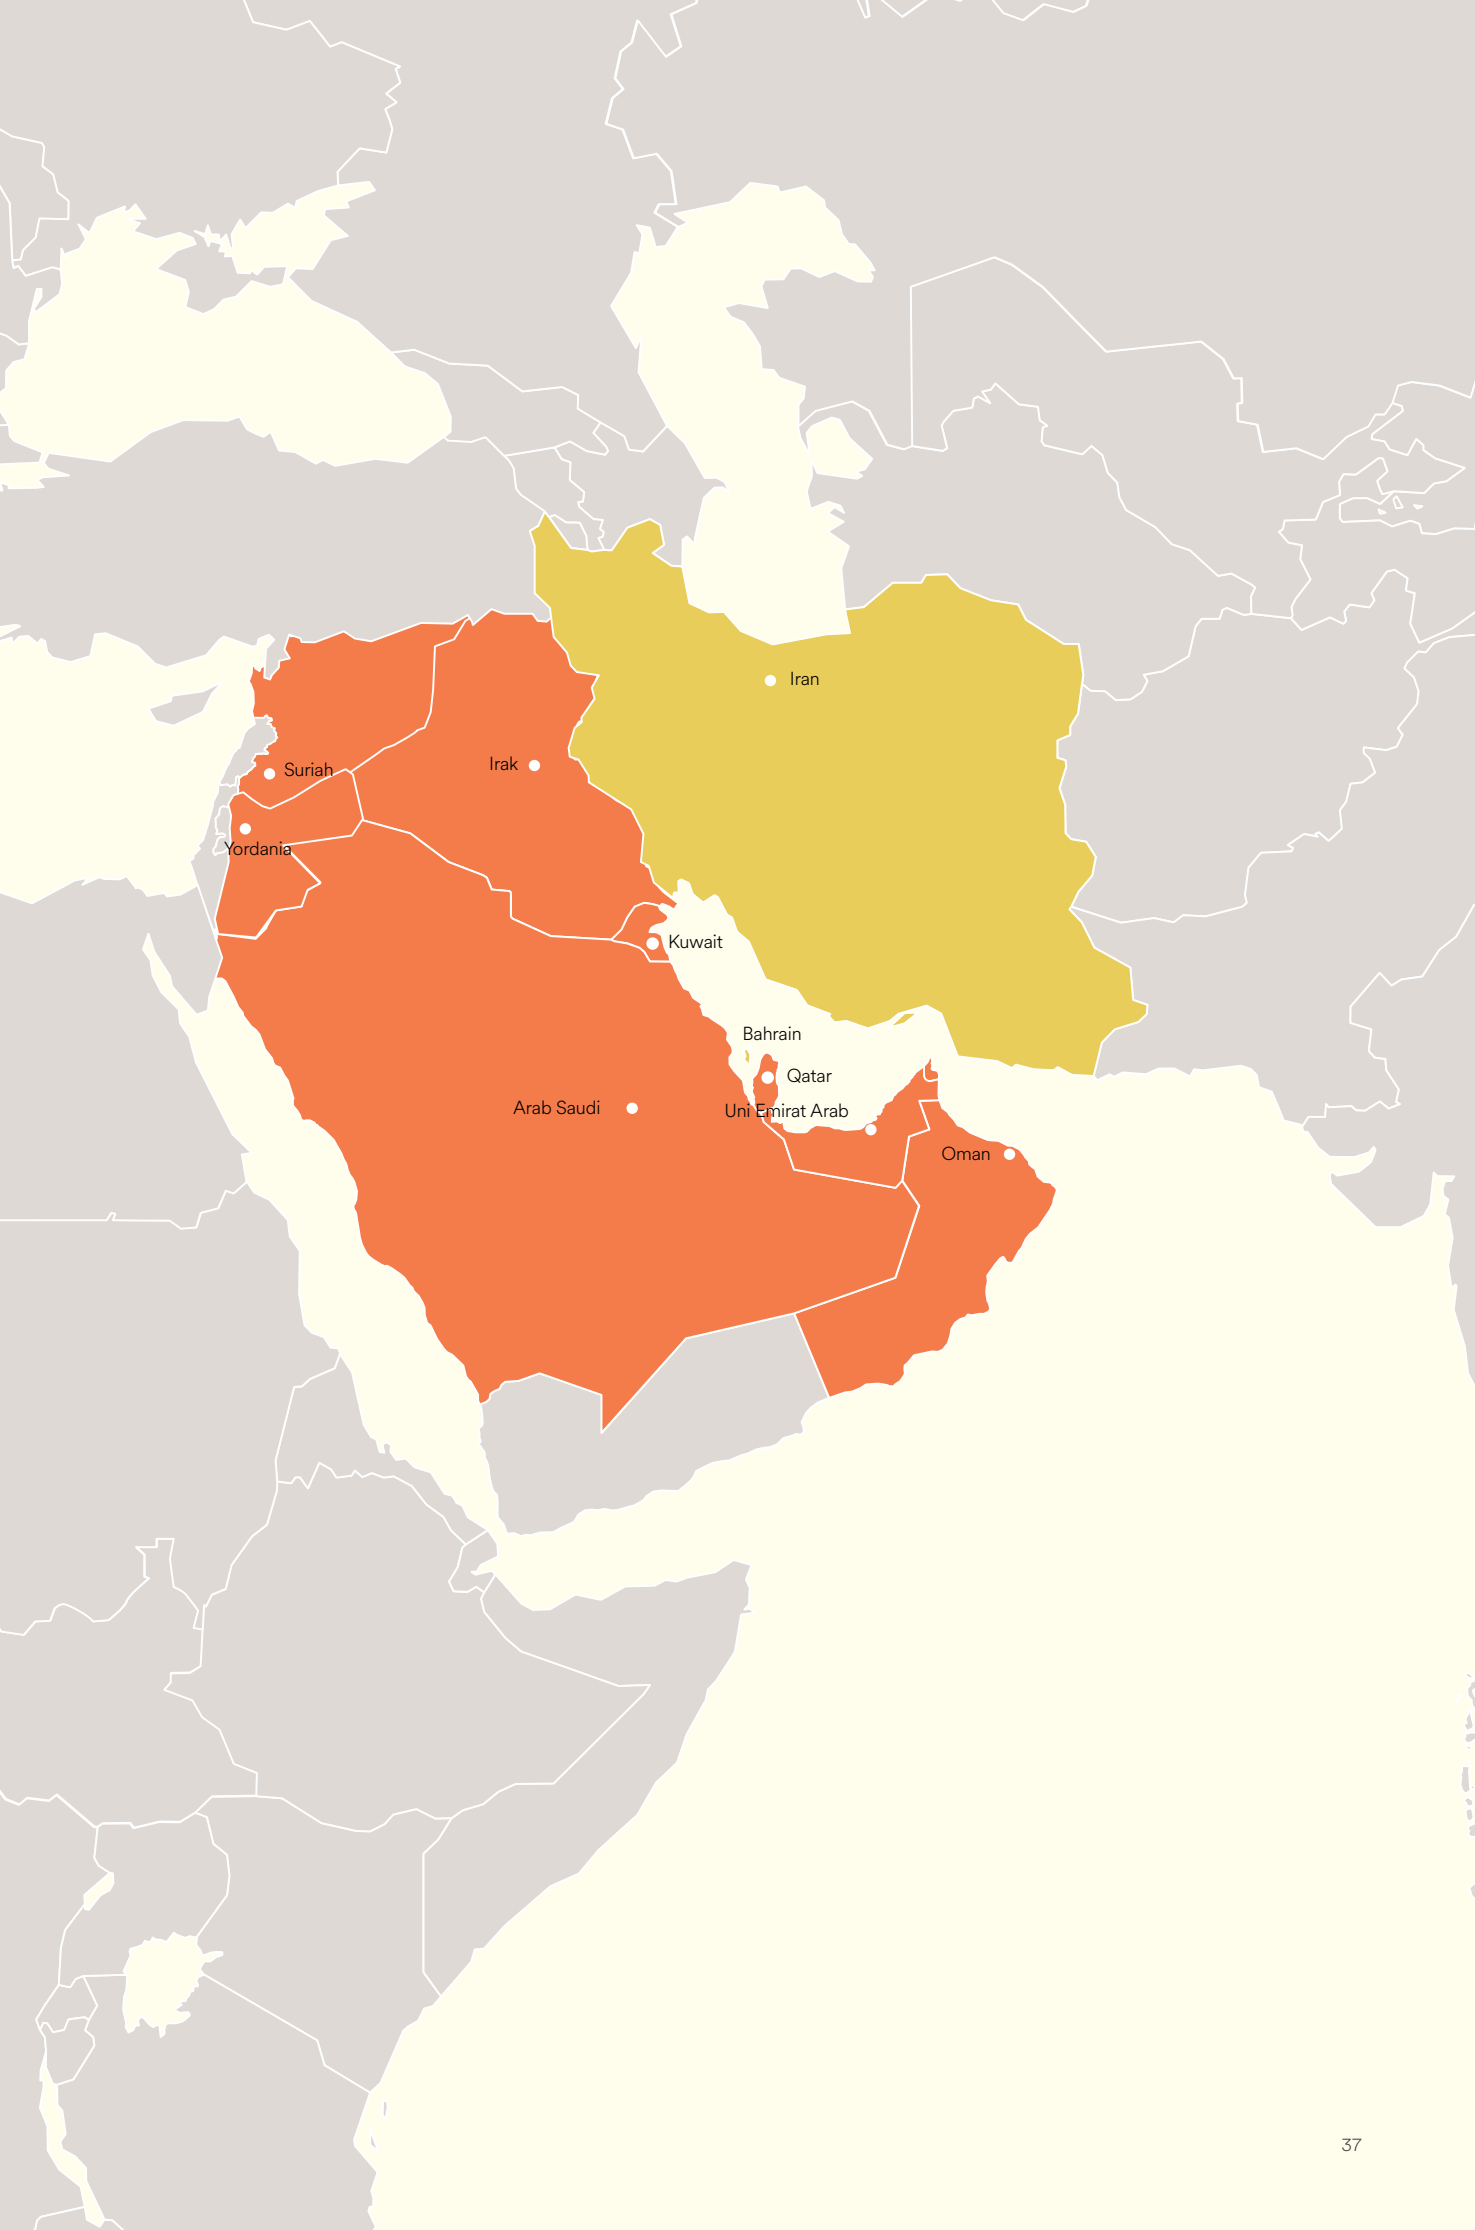 Iran
Irak
Suriah
Yordania
Kuwait
Bahrain
Qatar
Arab Saudi
Uni Emirat Arab
Oman
37